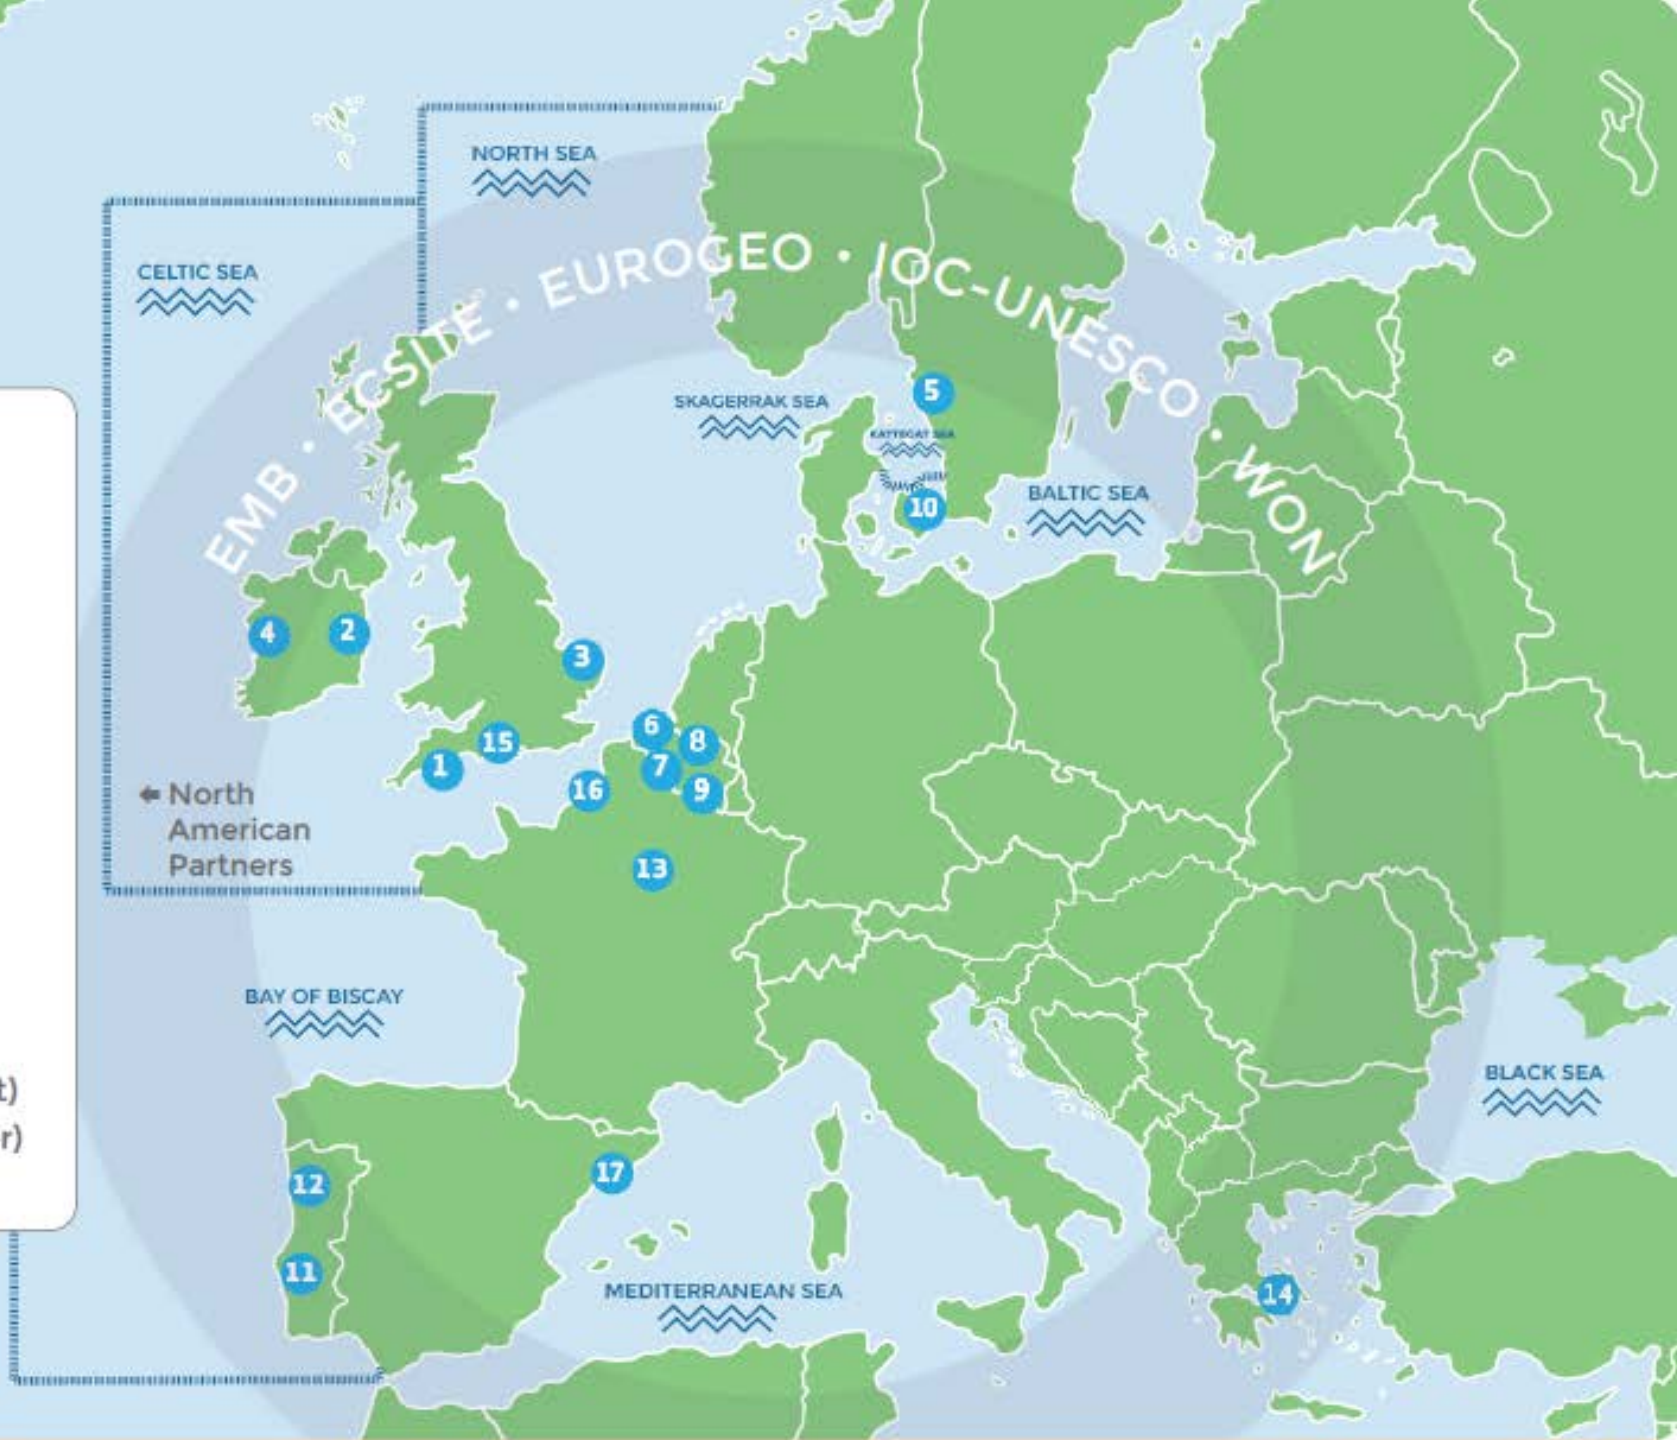 NORTH SEA
CELTIC SEA
EMB · ECSITE · EUROGEO · IOC-UNESCO · WON
SKAGERRAK SEA
5
KATTEGAT SEA
BALTIC SEA
10
4
2
3
6
8
15
1
7
16
9
North
American
Partners
13
BAY OF BISCAY
t)
BLACK SEA
r)
17
12
11
MEDITERRANEAN SEA
14